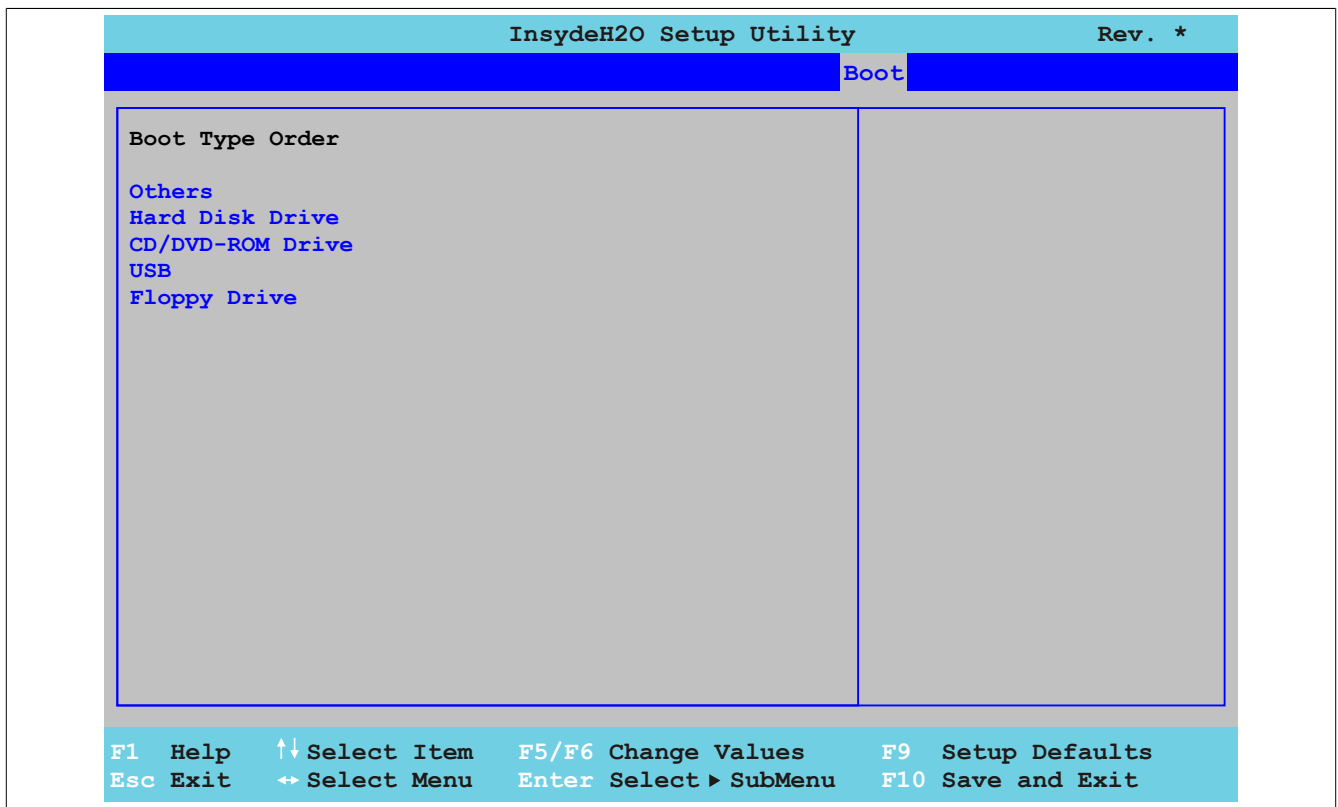 InsydeH2O Setup Utility Rev. *
Boot
Boot Type Order
Others
Hard Disk Drive
CD/DVD-ROM Drive
USB
Floppy Drive
F1 Help ↑↓ Select Item F5/F6 Change Values F9 Setup Defaults
Esc Exit ↔ Select Menu Enter Select ▶ SubMenu F10 Save and Exit